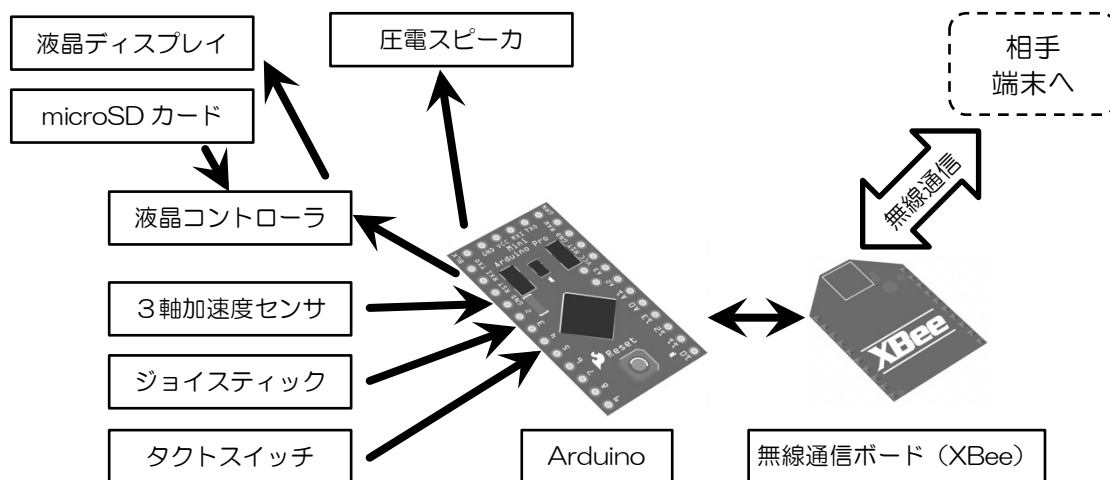 液晶ディスプレイ
圧電スピーカ
相手
端末へ
microSD カード
無線通信
液晶コントローラ
３軸加速度センサ
ジョイスティック
タクトスイッチ
Arduino Pro
Mini
Reset
XBee
Arduino
無線通信ボード（XBee）